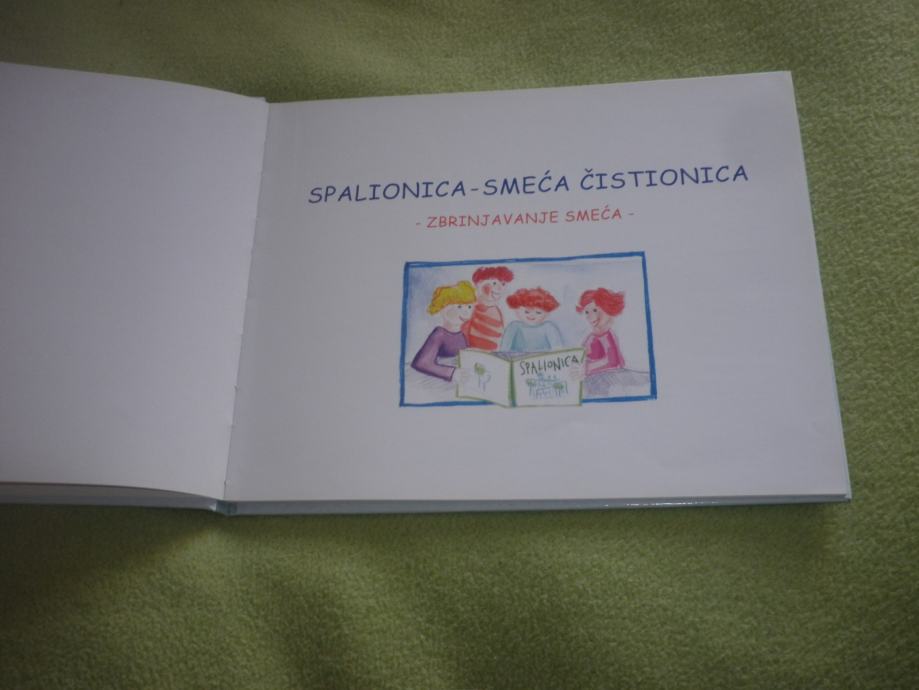 SPALIONICA-SMEĆA ČISTIONICA
- ZBRINJAVANJE SMEĆA -
SPALIONICA